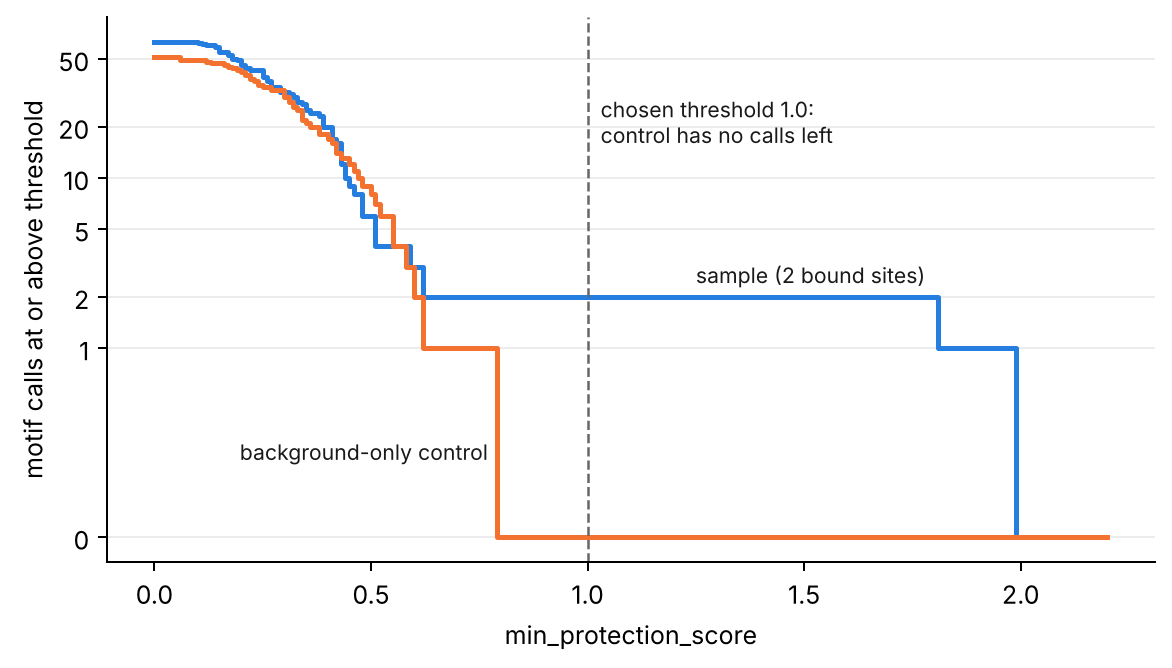 motif calls at or above threshold
50
20
10
5
2
1
0
chosen threshold 1.0:
control has no calls left
sample (2 bound sites)
background-only control
0.0
0.5
1.0
1.5
2.0
min_protection_score